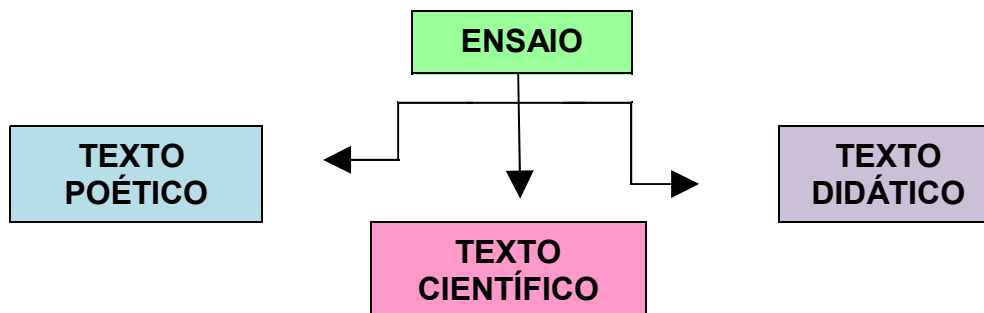 ENSAIO
TEXTO
POÉTICO
TEXTO
DIDÁTICO
TEXTO
CIENTÍFICO